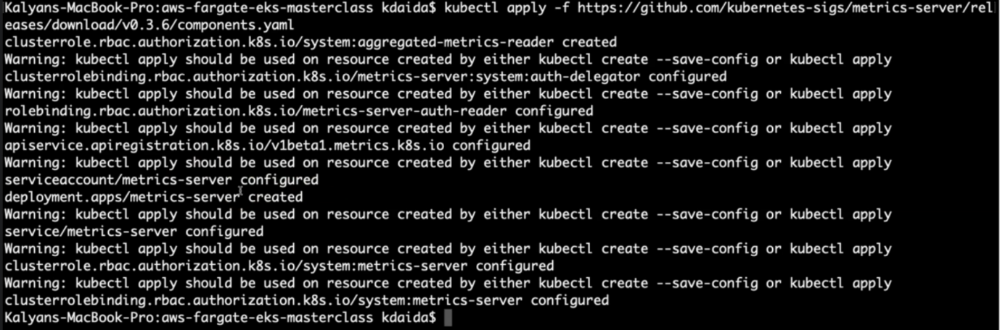 Kalyans-MacBook-Pro:aws-fargate-eks-masterclass kdaida$ kubectl apply -f https://github.com/kubernetes-sigs/metrics-server/rel
eases/download/v0.3.6/components.yaml
clusterrole.rbac.authorization.k8s.io/system:aggregated-metrics-reader created
Warning: kubectl apply should be used on resource created by either kubectl create --save-config or kubectl apply
clusterrolebinding.rbac.authorization.k8s.io/metrics-server:system:auth-delegator configured
Warning: kubectl apply should be used on resource created by either kubectl create --save-config or kubectl apply
rolebinding.rbac.authorization.k8s.io/metrics-server-auth-reader configured
Warning: kubectl apply should be used on resource created by either kubectl create --save-config or kubectl apply
apiservice.apiregistration.k8s.io/v1beta1.metrics.k8s.io configured
Warning: kubectl apply should be used on resource created by either kubectl create --save-config or kubectl apply
serviceaccount/metrics-server configured
deployment.apps/metrics-server created
Warning: kubectl apply should be used on resource created by either kubectl create --save-config or kubectl apply
service/metrics-server configured
Warning: kubectl apply should be used on resource created by either kubectl create --save-config or kubectl apply
clusterrole.rbac.authorization.k8s.io/system:metrics-server configured
Warning: kubectl apply should be used on resource created by either kubectl create --save-config or kubectl apply
clusterrolebinding.rbac.authorization.k8s.io/system:metrics-server configured
Kalyans-MacBook-Pro:aws-fargate-eks-masterclass kdaida$